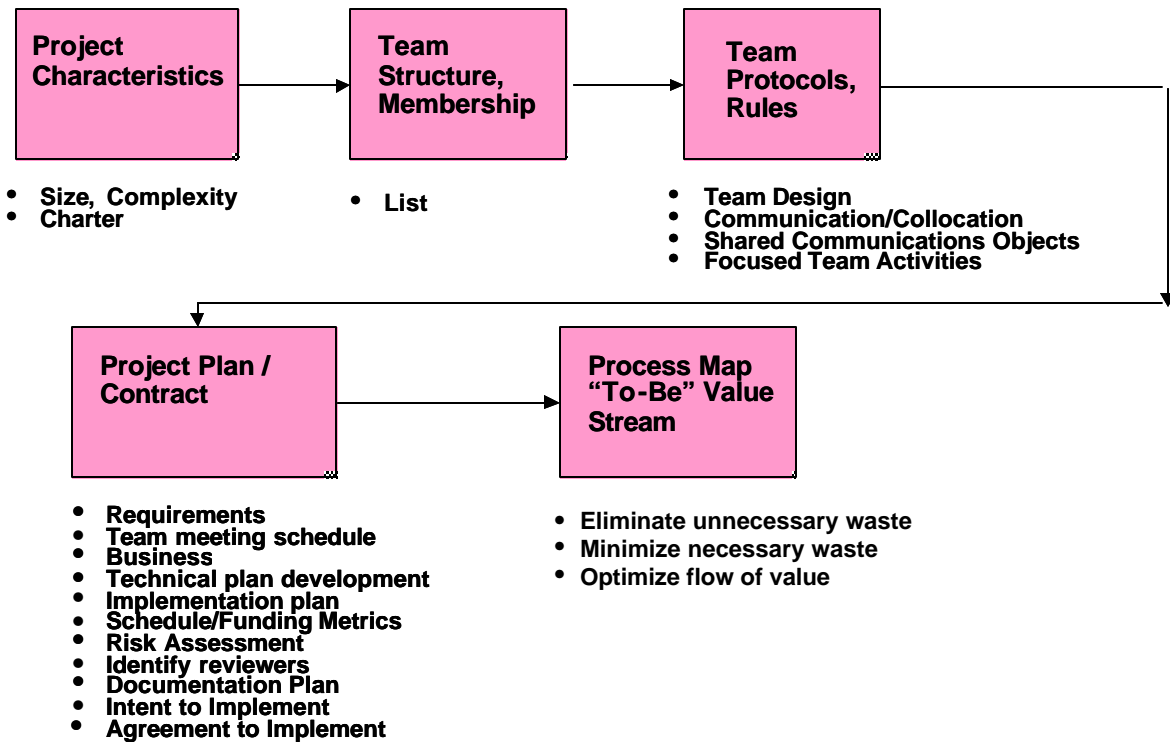 Project
Characteristics
Team
Structure,
Membership
Team
Protocols,
Rules
• Size, Complexity
• Charter
• List
• Team Design
• Communication/Collocation
• Shared Communications Objects
• Focused Team Activities
Project Plan /
Contract
Process Map
“To-Be” Value
Stream
• Requirements
• Team meeting schedule
• Business
• Technical plan development
• Implementation plan
• Schedule/Funding Metrics
• Risk Assessment
• Identify reviewers
• Documentation Plan
• Intent to Implement
• Agreement to Implement
• Eliminate unnecessary waste
• Minimize necessary waste
• Optimize flow of value